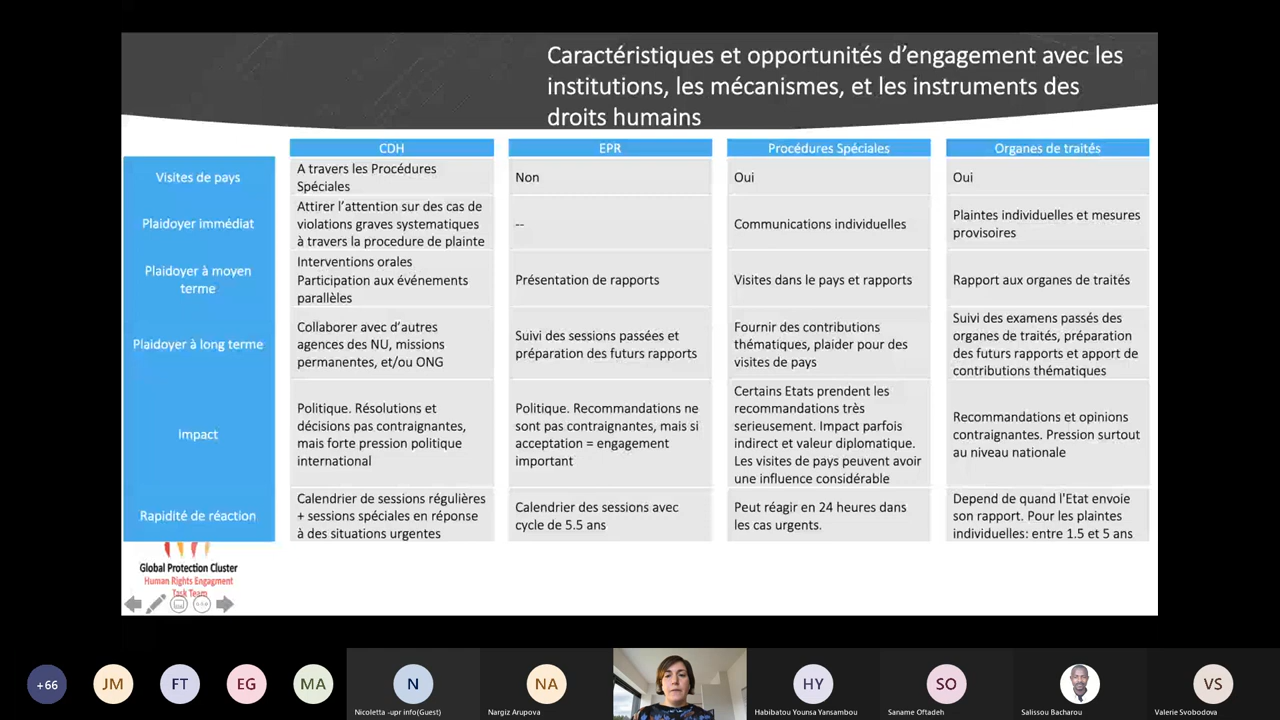 Caractéristiques et opportunités d’engagement avec les
institutions, les mécanismes, et les instruments des
droits humains
CDH
EPR
Procédures Spéciales
Organes de traités
Visites de pays
A travers les Procédures
Spéciales
Non
Oui
Oui
Plaidoyer immédiat
Attirer l’attention sur des cas de
violations graves systematiques
à travers la procedure de plainte
--
Communications individuelles
Plaintes individuelles et mesures
provisoires
Plaidoyer à moyen
terme
Interventions orales
Participation aux événements
parallèles
Présentation de rapports
Visites dans le pays et rapports
Rapport aux organes de traités
Plaidoyer à long terme
Collaborer avec d’autres
agences des NU, missions
permanentes, et/ou ONG
Suivi des sessions passées et
préparation des futurs rapports
Fournir des contributions
thématiques, plaider pour des
visites de pays
Suivi des examens passés des
organes de traités, préparation
des futurs rapports et apport de
contributions thématiques
Impact
Politique. Résolutions et
décisions pas contraignantes,
mais forte pression politique
international
Politique. Recommandations ne
sont pas contraignantes, mais si
acceptation = engagement
important
Certains Etats prendent les
recommandations très
serieusement. Impact parfois
indirect et valeur diplomatique.
Les visites de pays peuvent avoir
une influence considérable
Recommandations et opinions
contraignantes. Pression surtout
au niveau nationale
Rapidité de réaction
Calendrier de sessions régulières
+ sessions spéciales en réponse
à des situations urgentes
Calendier des sessions avec
cycle de 5.5 ans
Peut réagir en 24 heures dans
les cas urgents.
Depend de quand l'Etat envoie
son rapport. Pour les plaintes
individuelles: entre 1.5 et 5 ans
Global Protection Cluster
Human Rights Engagment
Task Team
+66
JM
FT
EG
MA
N
NA
HY
SO
VS
Nicoletta -upr info(Guest)
Nargiz Arupova
Habibatou Younsa Yansambou
Saname Oftadeh
Salissou Bacharou
Valerie Svobodova